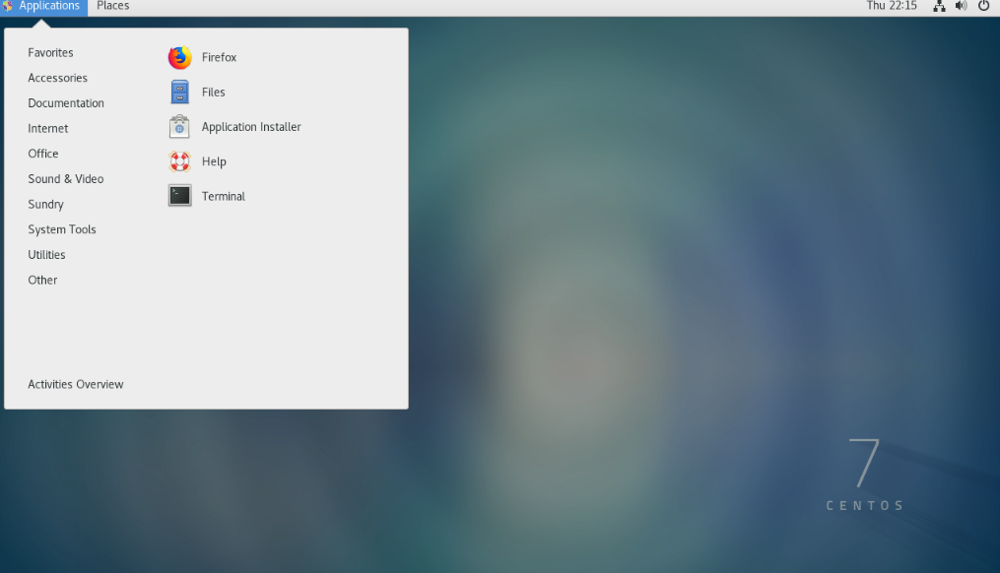 Applications Places Thu 22:15
Favorites
Accessories
Documentation
Internet
Office
Sound & Video
Sundry
System Tools
Utilities
Other
Activities Overview
Firefox
Files
Application Installer
Help
Terminal
7
CENTOS